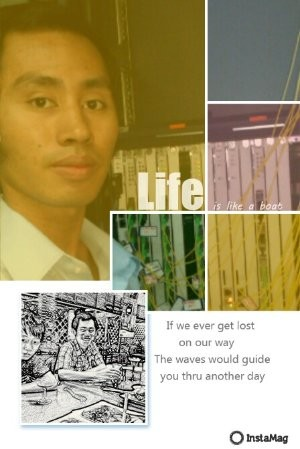 Life
is like a boat
If we ever get lost
on our way
The waves would guide
you thru another day
InstaMag